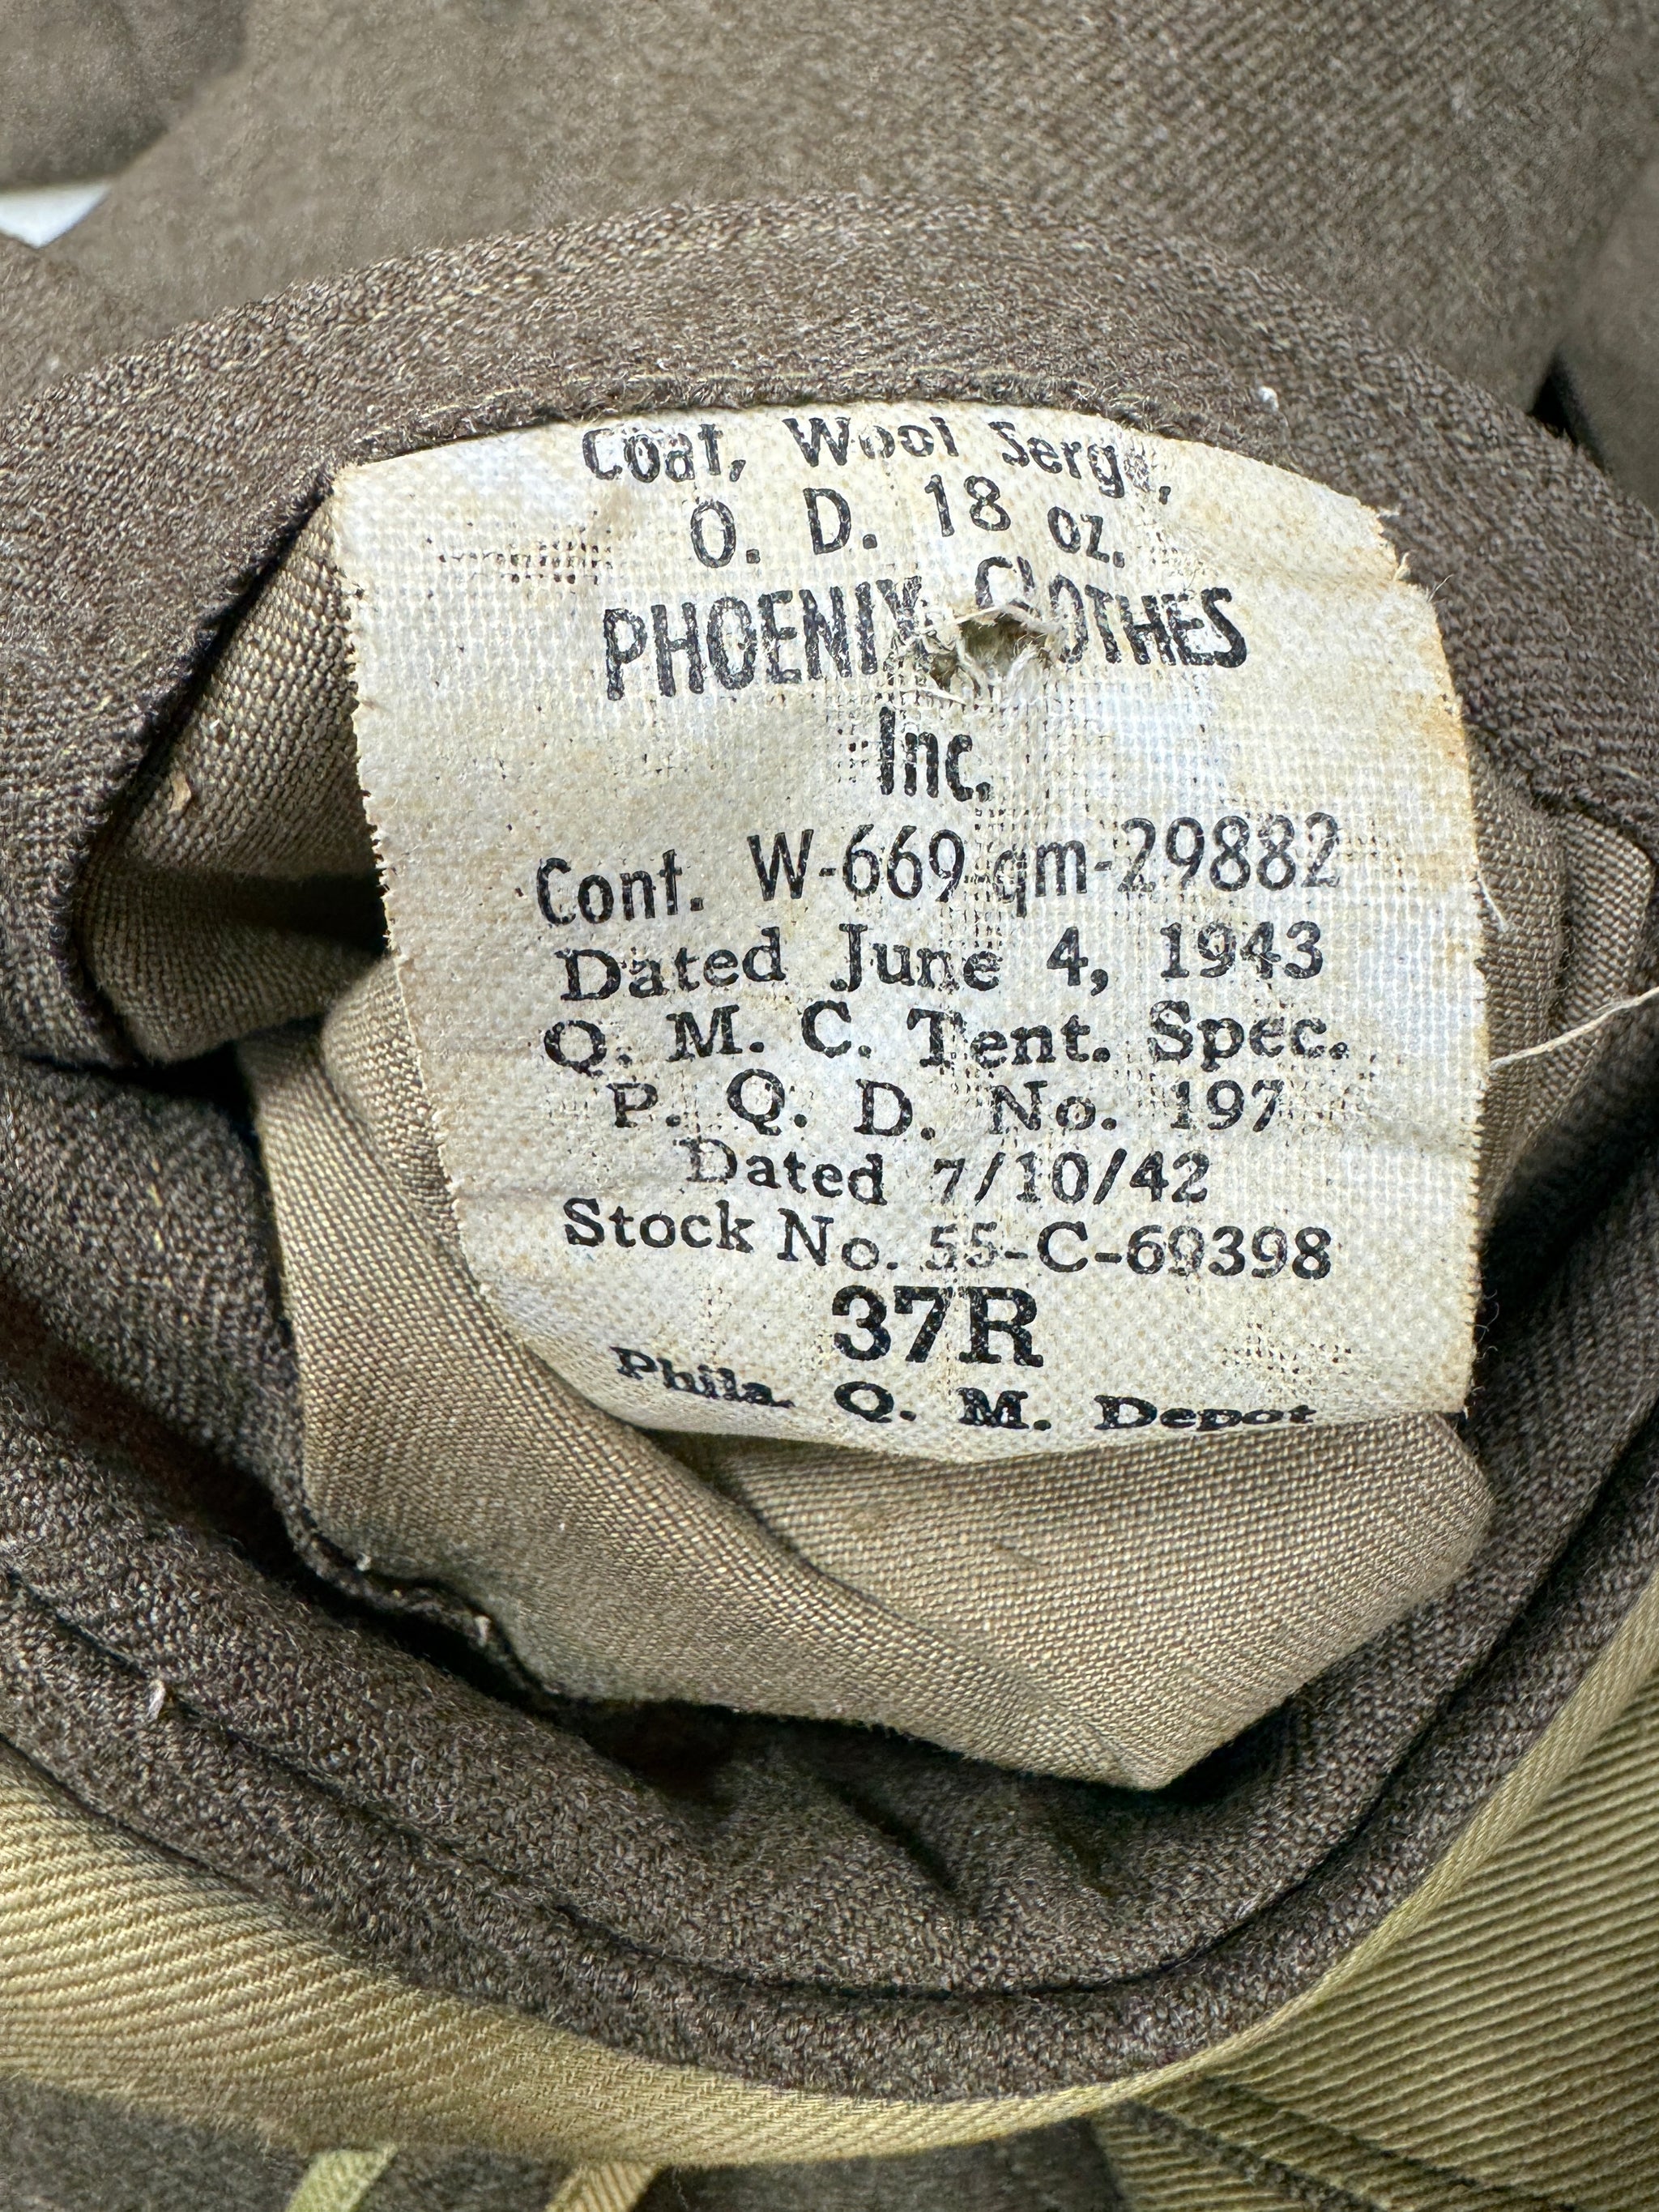 Coat, Wool Serge,
O. D. 18 oz.
PHOENIX CLOTHES
Inc.
Cont. W-669-qm-29882
Dated June 4, 1943
Q. M. C. Tent. Spec.
P. Q. D. No. 197
Dated 7/10/42
Stock No. 55-C-69398
37R
Phila. Q. M. Depot